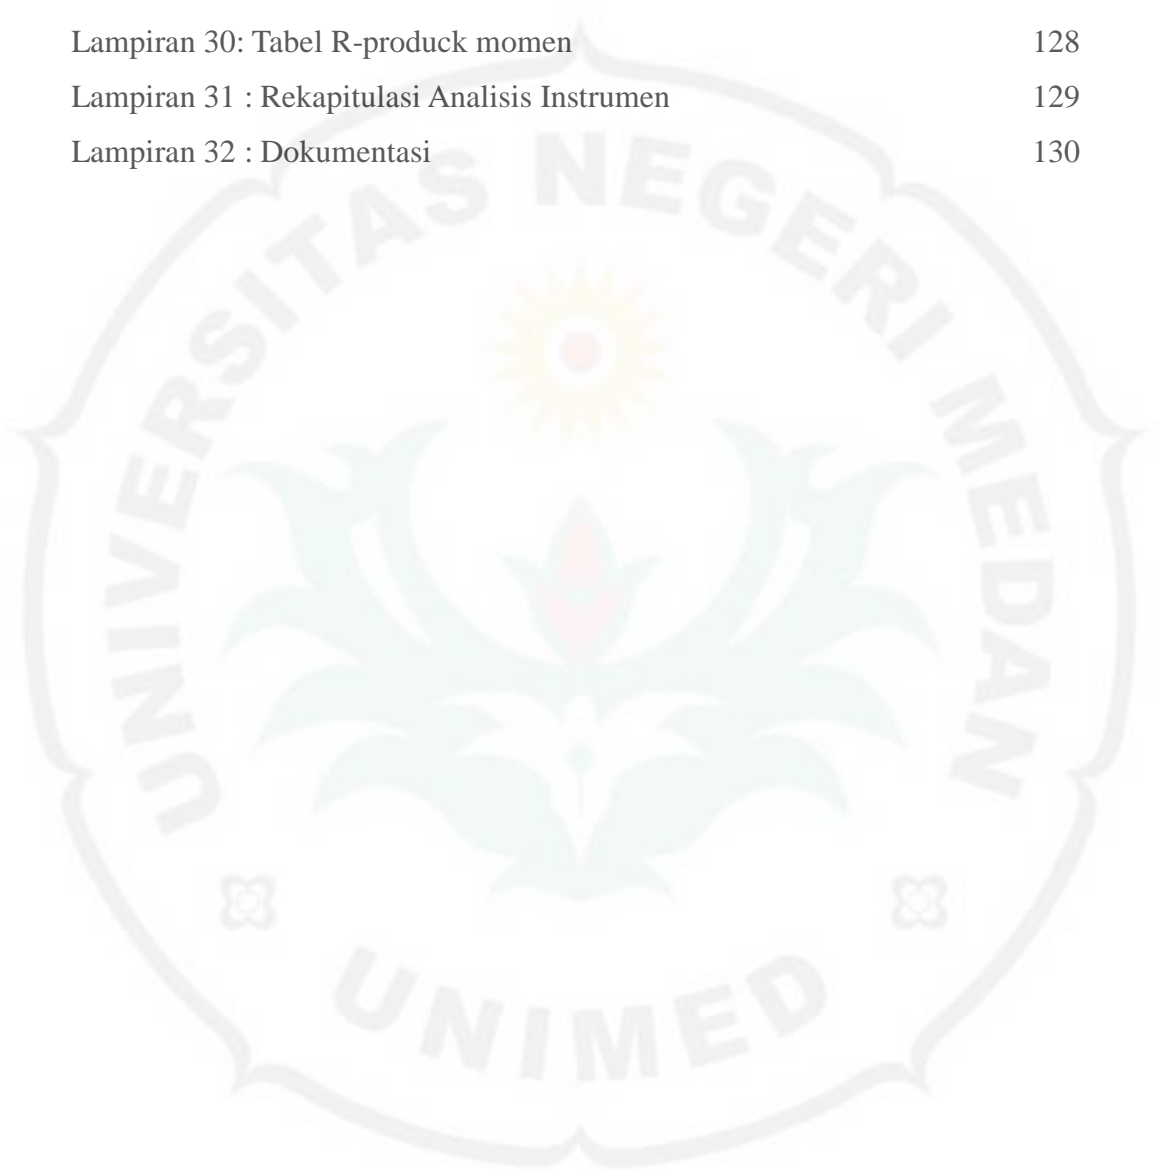 Lampiran 30: Tabel R-produck momen 128
Lampiran 31 : Rekapitulasi Analisis Instrumen 129
Lampiran 32 : Dokumentasi 130
UNIVERSITAS NEGERI MEDAN
UNIMED